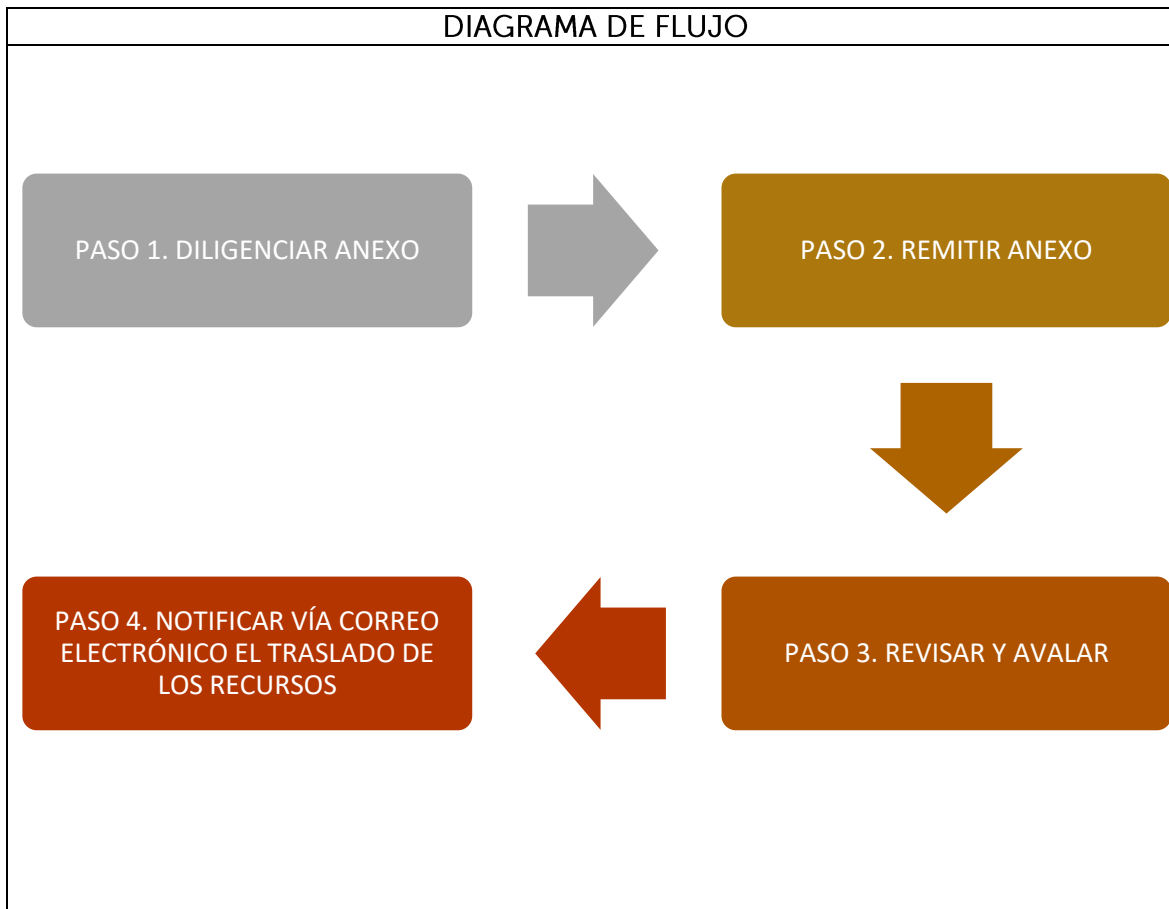 DIAGRAMA DE FLUJO
PASO 1. DILIGENCIAR ANEXO
PASO 2. REMITIR ANEXO
PASO 3. REVISAR Y AVALAR
PASO 4. NOTIFICAR VÍA CORREO
ELECTRÓNICO EL TRASLADO DE
LOS RECURSOS